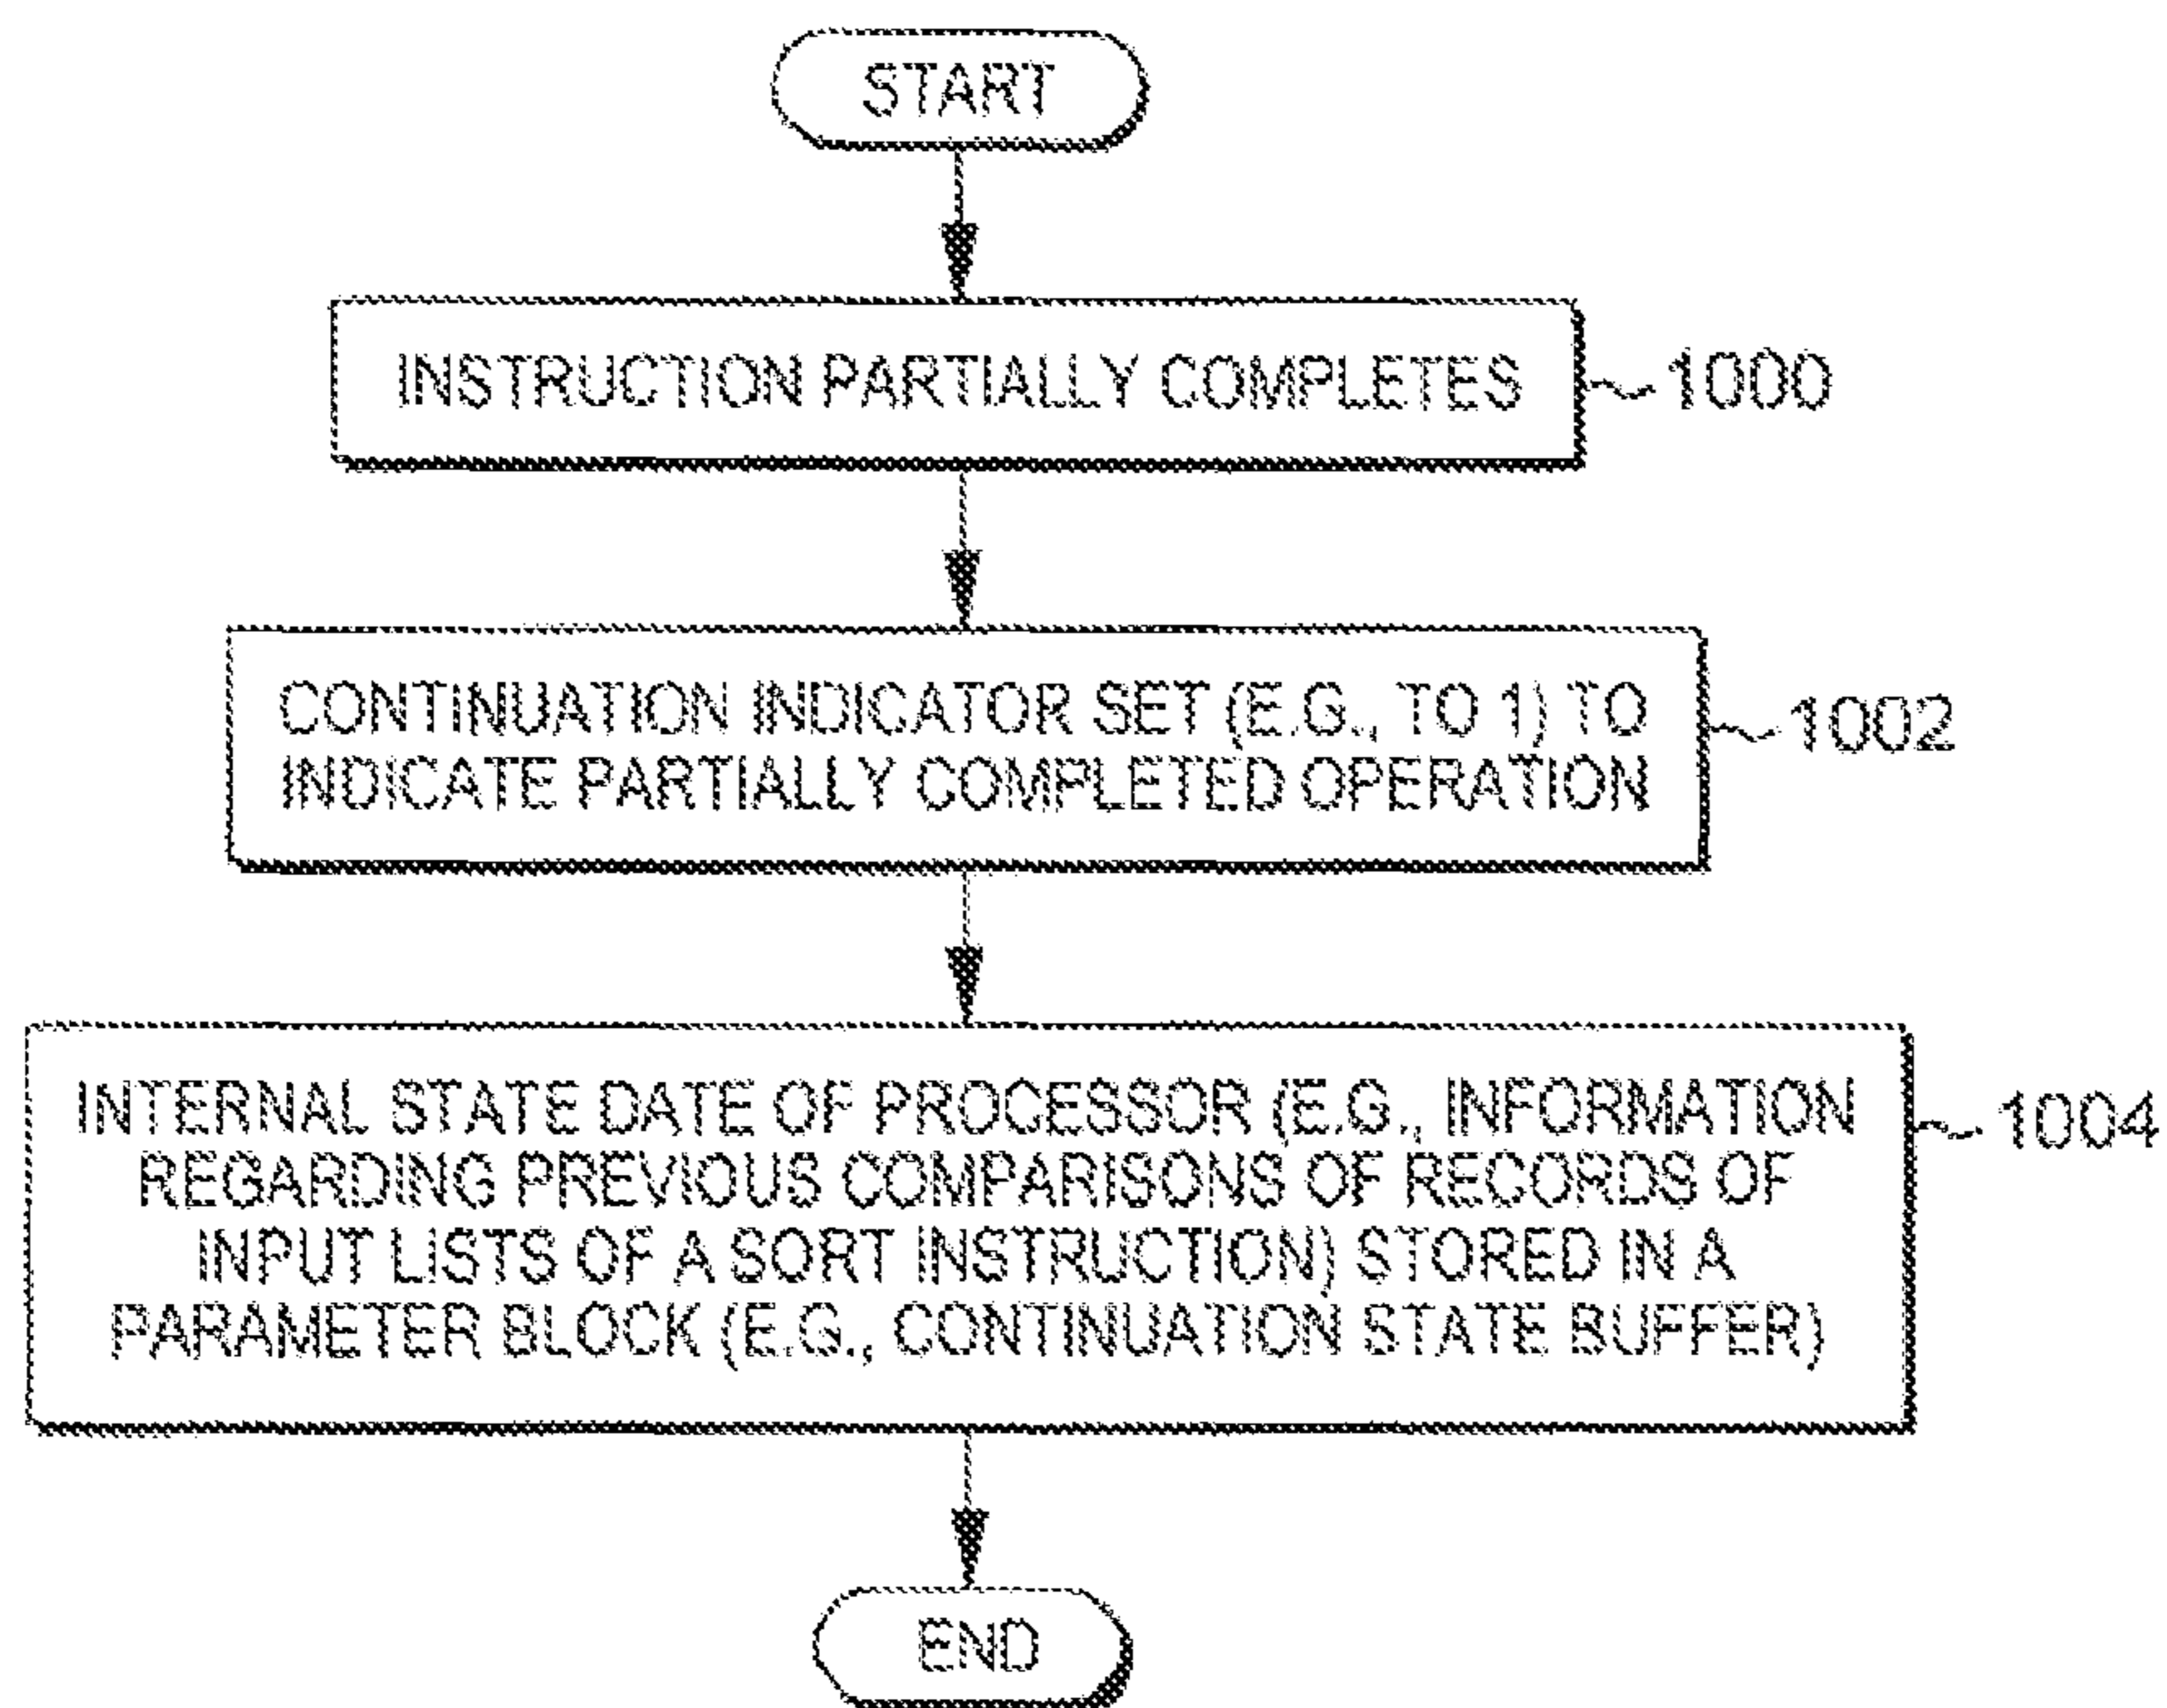 START
INSTRUCTION PARTIALLY COMPLETES
1000
CONTINUATION INDICATOR SET (E.G., TO 1) TO
INDICATE PARTIALLY COMPLETED OPERATION
1002
INTERNAL STATE DATE OF PROCESSOR (E.G., INFORMATION
REGARDING PREVIOUS COMPARISONS OF RECORDS OF
INPUT LISTS OF A SORT INSTRUCTION) STORED IN A
PARAMETER BLOCK (E.G., CONTINUATION STATE BUFFER)
1004
END